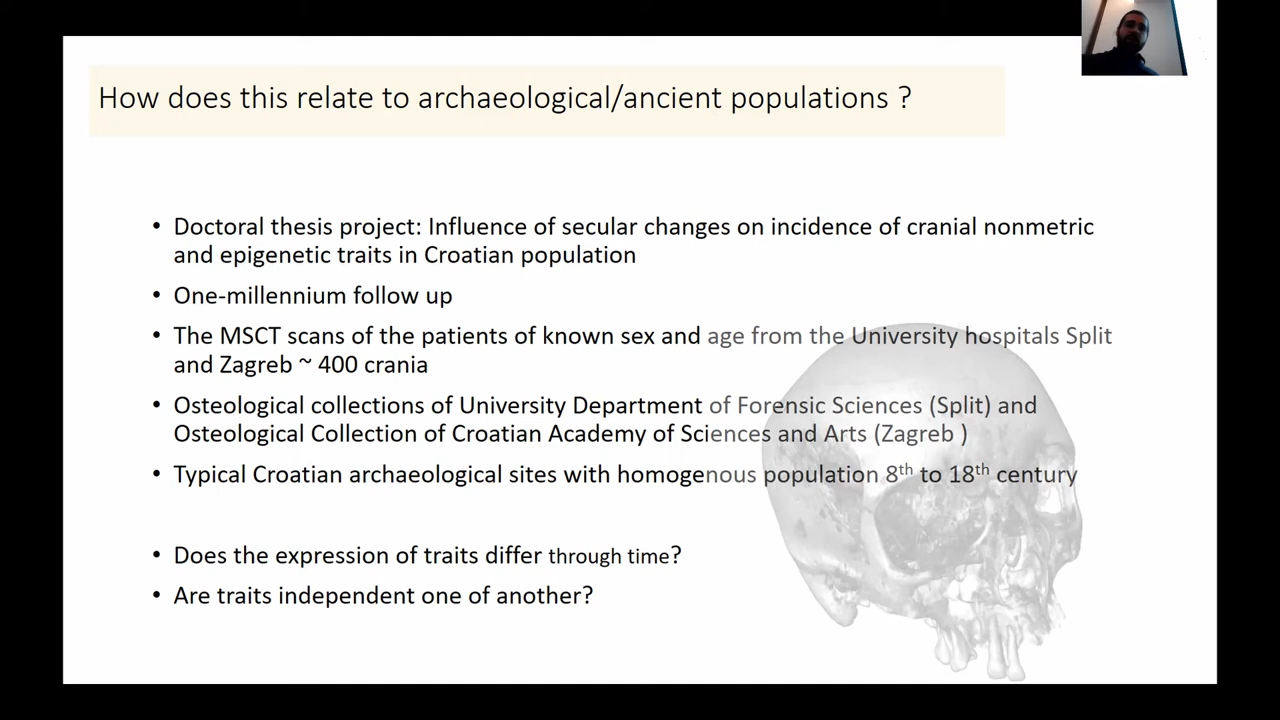 How does this relate to archaeological/ancient populations ?
• Doctoral thesis project: Influence of secular changes on incidence of cranial nonmetric
and epigenetic traits in Croatian population
• One-millennium follow up
• The MSCT scans of the patients of known sex and age from the University hospitals Split
and Zagreb ~ 400 crania
• Osteological collections of University Department of Forensic Sciences (Split) and
Osteological Collection of Croatian Academy of Sciences and Arts (Zagreb )
• Typical Croatian archaeological sites with homogenous population 8th to 18th century
• Does the expression of traits differ through time?
• Are traits independent one of another?